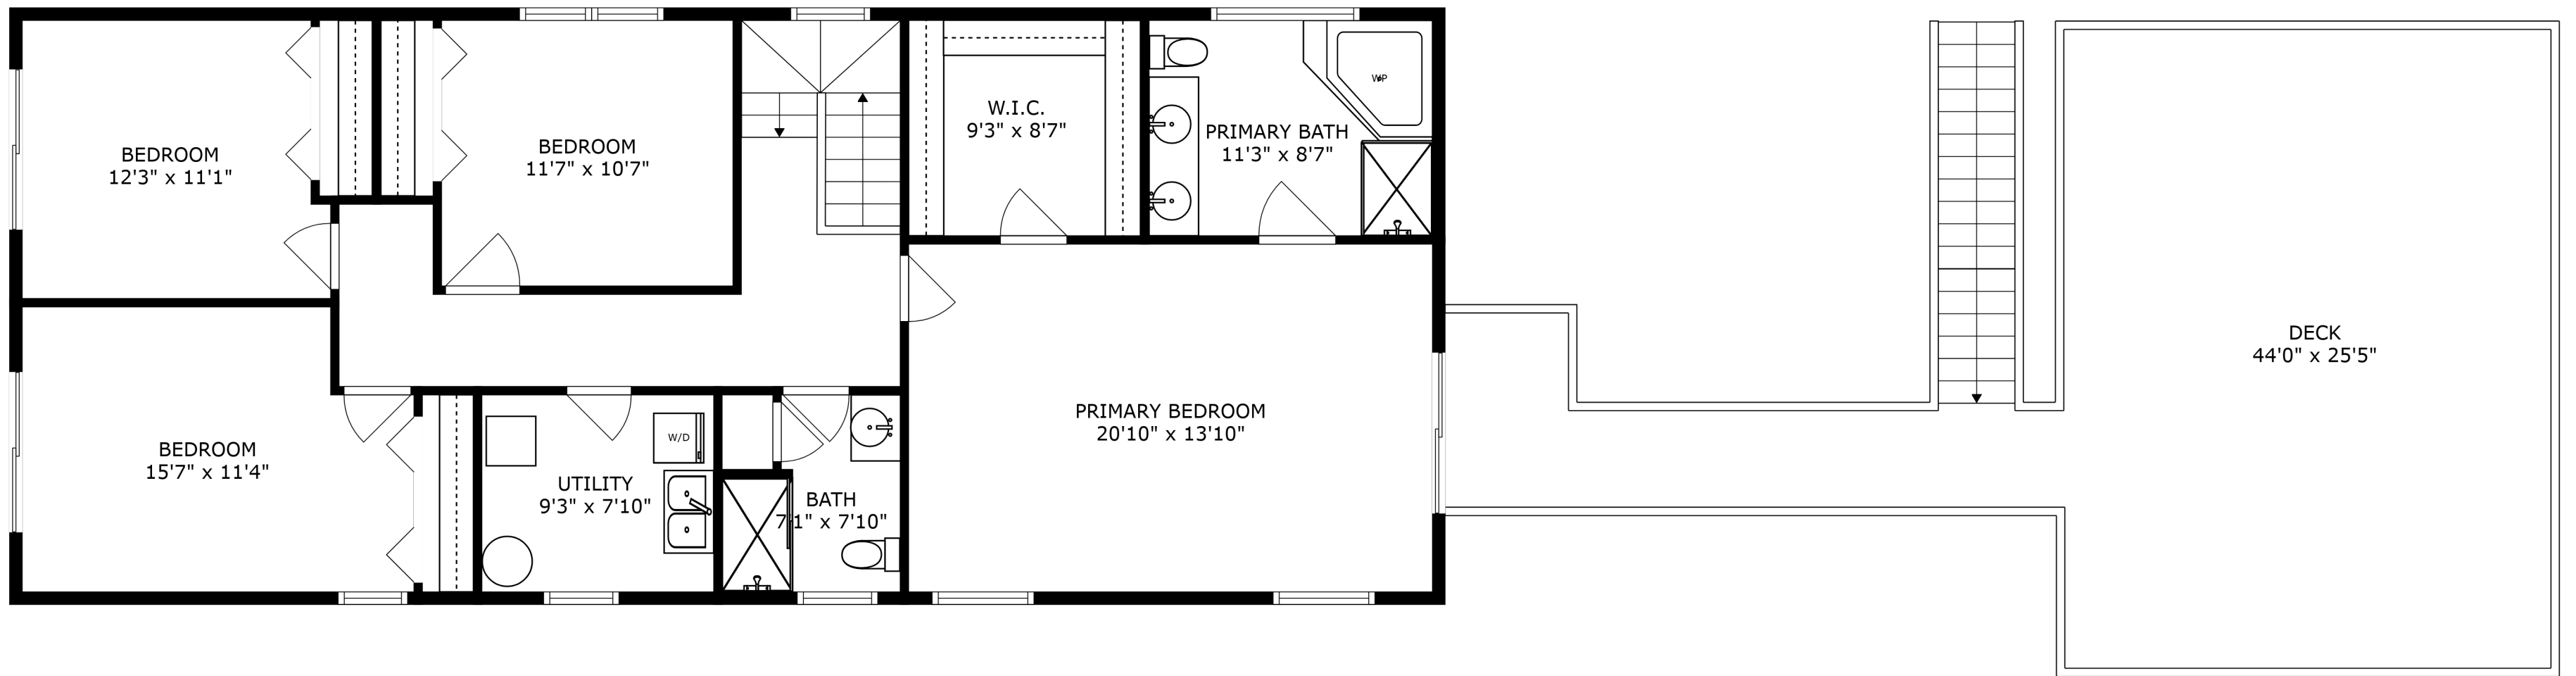 BEDROOM
12'3" x 11'1"
BEDROOM
11'7" x 10'7"
W.I.C.
9'3" x 8'7"
PRIMARY BATH
11'3" x 8'7"
WP
DECK
44'0" x 25'5"
PRIMARY BEDROOM
20'10" x 13'10"
BEDROOM
15'7" x 11'4"
W/D
UTILITY
9'3" x 7'10"
BATH
7'1" x 7'10"